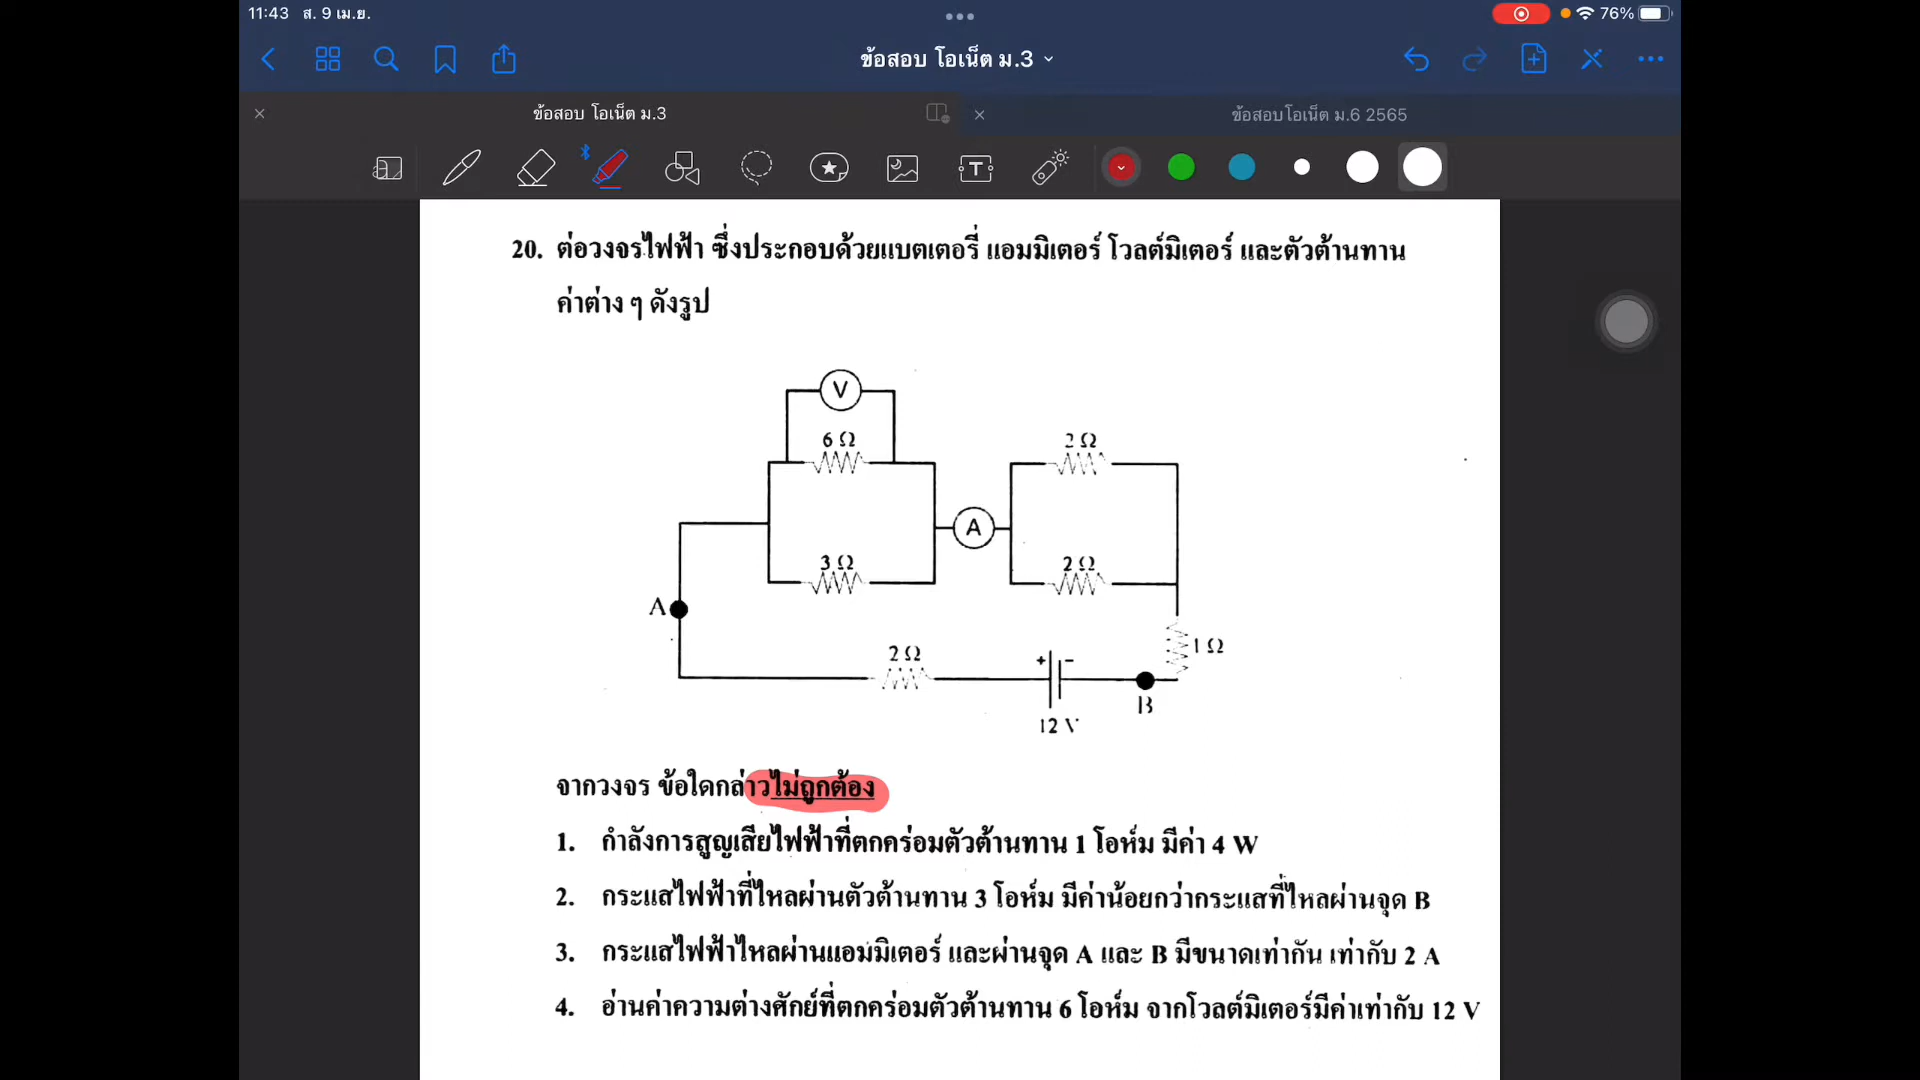 11:43 ส. 9 เม.ย.
76%
ข้อสอบ โอเน็ต ม.3
ข้อสอบ โอเน็ต ม.3
ข้อสอบโอเน็ต ม.6 2565
T
20. ต่อวงจรไฟฟ้า ซึ่งประกอบด้วยแบตเตอรี่ แอมมิเตอร์ โวลต์มิเตอร์ และตัวต้านทาน
ค่าต่าง ๆ ดังรูป
V
6 Ω
2 Ω
A
3 Ω
2 Ω
A
1 Ω
2 Ω
+ −
B
12 V
จากวงจร ข้อใดกล่าวไม่ถูกต้อง
1. กำลังการสูญเสียไฟฟ้าที่ตกคร่อมตัวต้านทาน 1 โอห์ม มีค่า 4 W
2. กระแสไฟฟ้าที่ไหลผ่านตัวต้านทาน 3 โอห์ม มีค่าน้อยกว่ากระแสที่ไหลผ่านจุด B
3. กระแสไฟฟ้าไหลผ่านแอมมิเตอร์ และผ่านจุด A และ B มีขนาดเท่ากัน เท่ากับ 2 A
4. อ่านค่าความต่างศักย์ที่ตกคร่อมตัวต้านทาน 6 โอห์ม จากโวลต์มิเตอร์มีค่าเท่ากับ 12 V